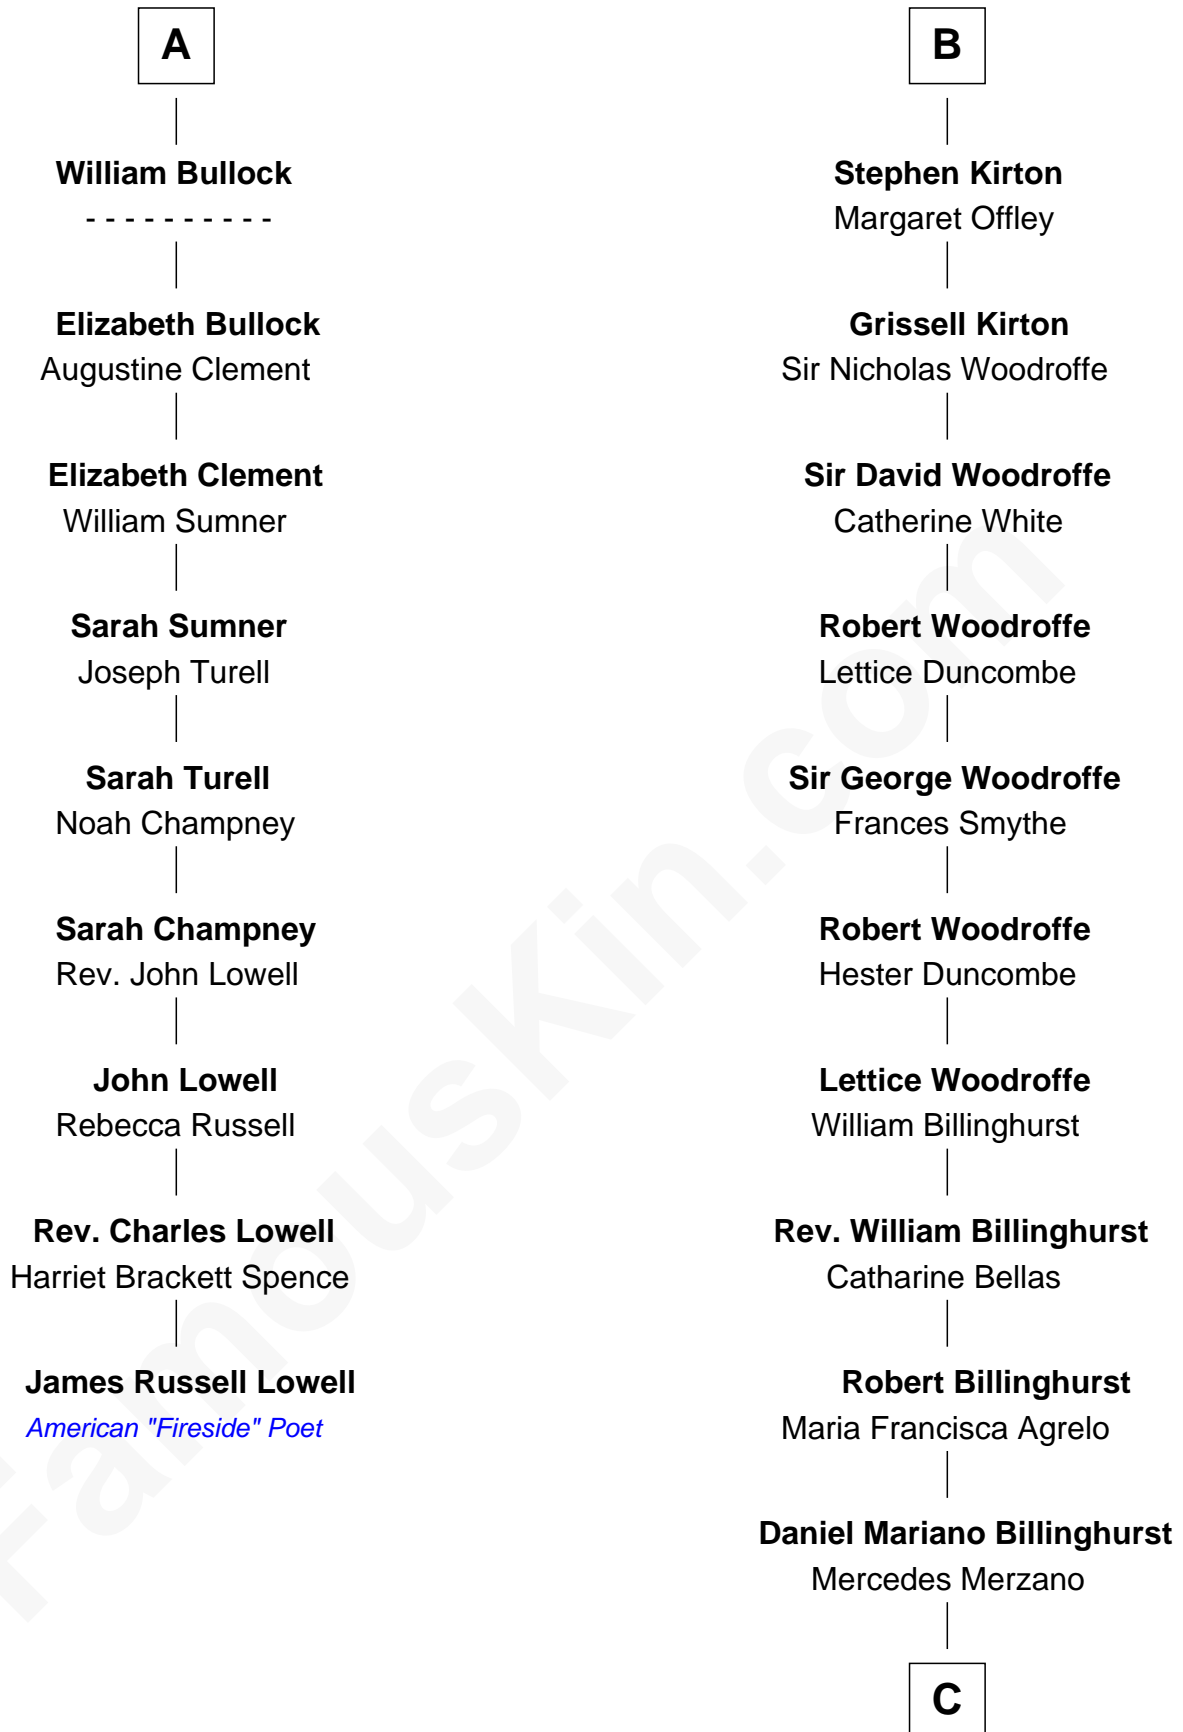 A
William Bullock
- - - - - - - - - -
Elizabeth Bullock
Augustine Clement
Elizabeth Clement
William Sumner
Sarah Sumner
Joseph Turell
Sarah Turell
Noah Champney
Sarah Champney
Rev. John Lowell
John Lowell
Rebecca Russell
Rev. Charles Lowell
Harriet Brackett Spence
James Russell Lowell
American "Fireside" Poet
B
Stephen Kirton
Margaret Offley
Grissell Kirton
Sir Nicholas Woodroffe
Sir David Woodroffe
Catherine White
Robert Woodroffe
Lettice Duncombe
Sir George Woodroffe
Frances Smythe
Robert Woodroffe
Hester Duncombe
Lettice Woodroffe
William Billinghurst
Rev. William Billinghurst
Catharine Bellas
Robert Billinghurst
Maria Francisca Agrelo
Daniel Mariano Billinghurst
Mercedes Merzano
C
FamousKin.com